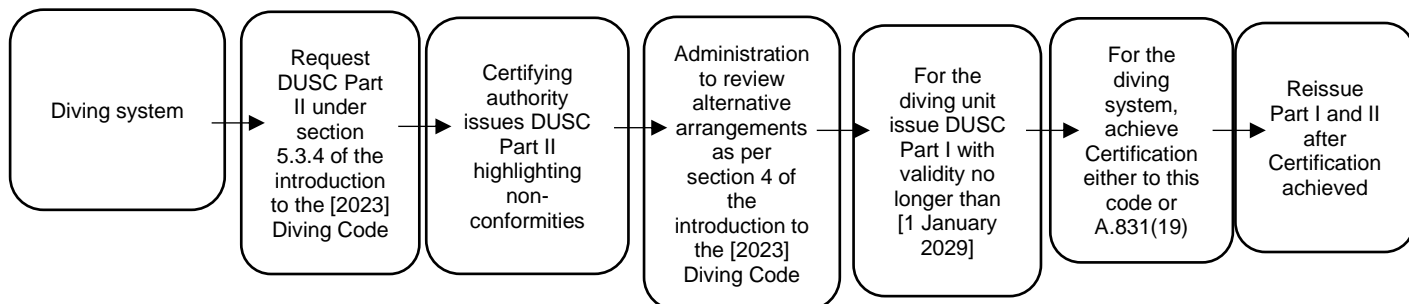 Diving system
Request
DUSC Part
II under
section
5.3.4 of the
introduction
to the [2023]
Diving Code
Certifying
authority
issues DUSC
Part II
highlighting
non-
conformities
Administration
to review
alternative
arrangements
as per
section 4 of
the
introduction to
the [2023]
Diving Code
For the
diving unit
issue DUSC
Part I with
validity no
longer than
[1 January
2029]
For the
diving
system,
achieve
Certification
either to this
code or
A.831(19)
Reissue
Part I and II
after
Certification
achieved